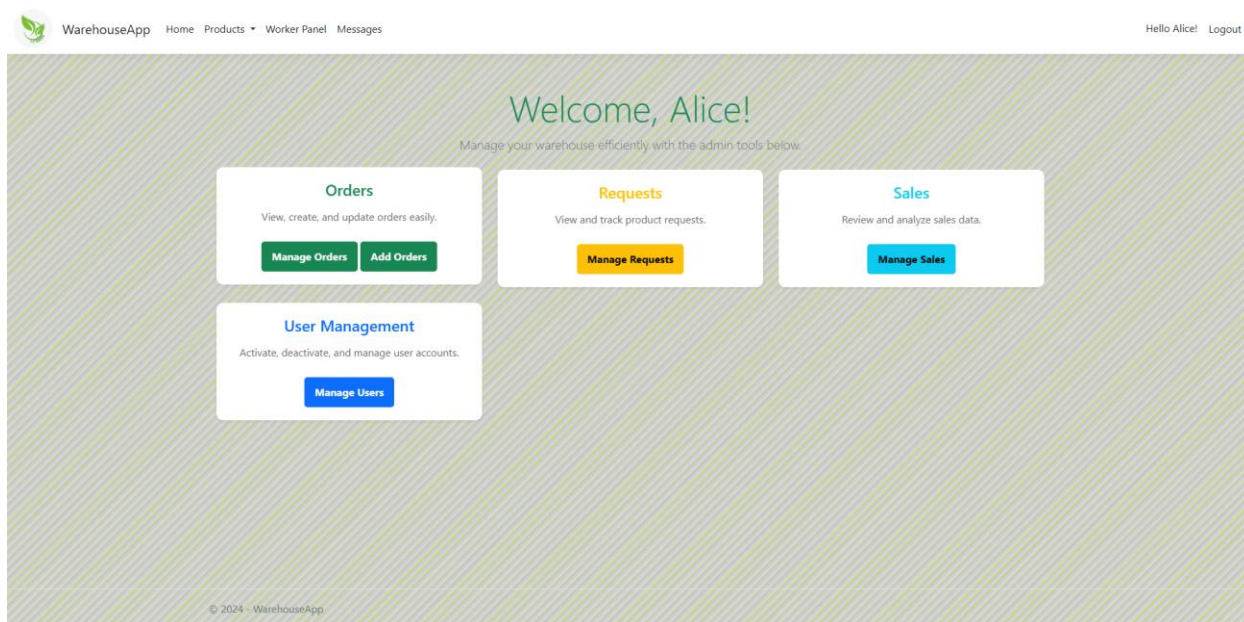 WarehouseApp Home Products Worker Panel Messages Hello Alice! Logout
Welcome, Alice!
Manage your warehouse efficiently with the admin tools below.
Orders
View, create, and update orders easily.
Manage Orders Add Orders
Requests
View and track product requests.
Manage Requests
Sales
Review and analyze sales data.
Manage Sales
User Management
Activate, deactivate, and manage user accounts.
Manage Users
© 2024 - WarehouseApp